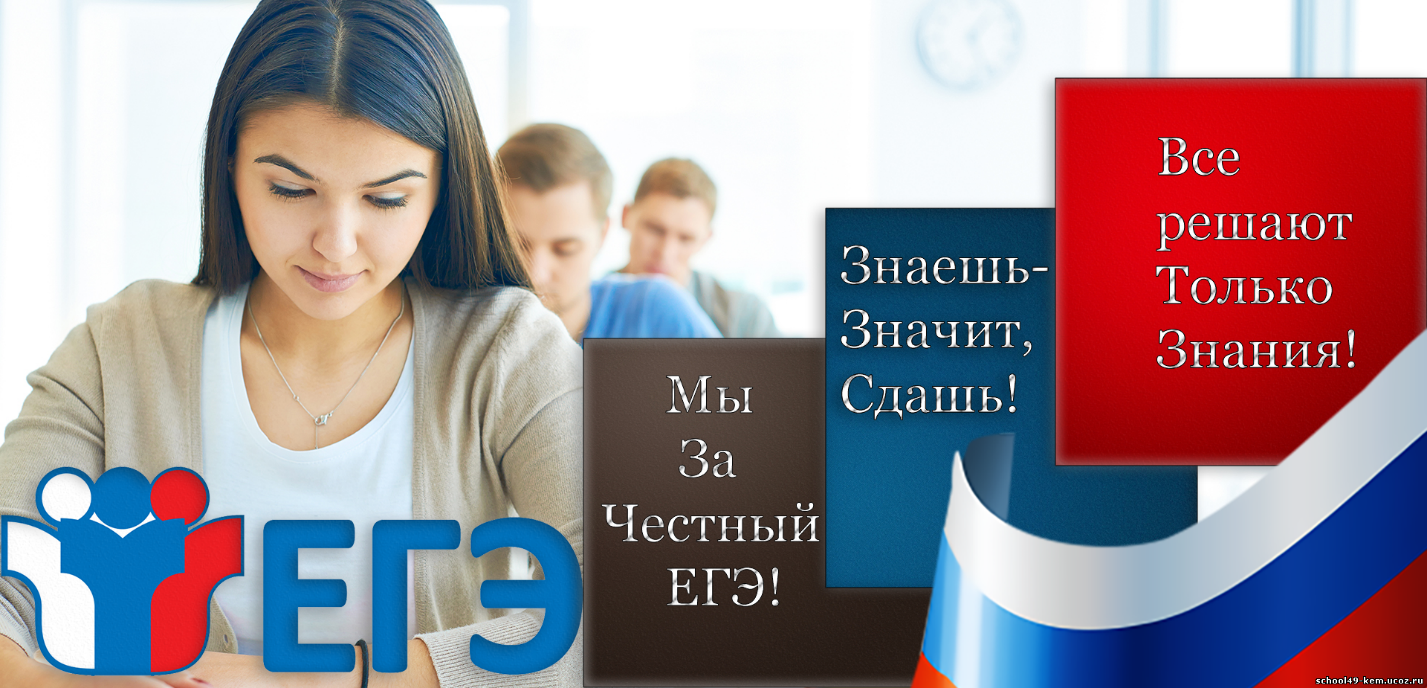 ЕГЭ
Мы
За
Честный
ЕГЭ!
Знаешь-
Значит,
Сдашь!
Все
решают
Только
Знания!
school49-kem.ucoz.ru